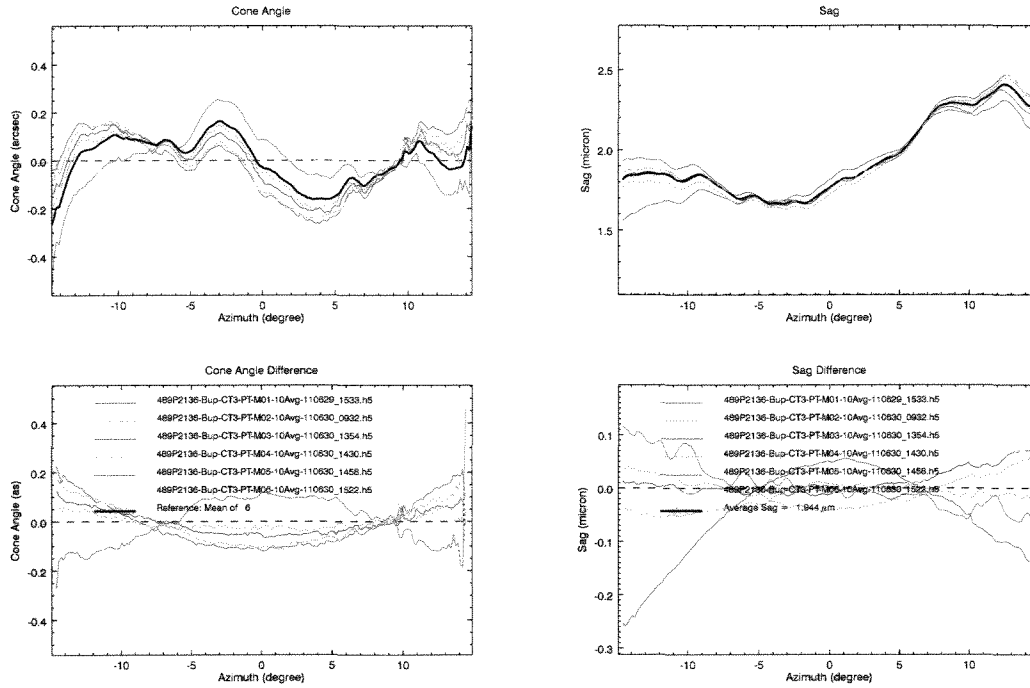 Cone Angle
0.4
0.2
0.0
-0.2
-0.4
Cone Angle (arcsec)
-10
-5
0
5
10
Azimuth (degree)
Sag
2.5
2.0
1.5
Sag (micron)
-10
-5
0
5
10
Azimuth (degree)
Cone Angle Difference
0.4
0.2
0.0
-0.2
-0.4
Cone Angle (as)
489P2136-Bup-CT3-PT-M01-10Avg-110629_1533.h5
489P2136-Bup-CT3-PT-M02-10Avg-110630_0932.h5
489P2136-Bup-CT3-PT-M03-10Avg-110630_1354.h5
489P2136-Bup-CT3-PT-M04-10Avg-110630_1430.h5
489P2136-Bup-CT3-PT-M05-10Avg-110630_1458.h5
489P2136-Bup-CT3-PT-M06-10Avg-110630_1522.h5
Reference: Mean of 6
-10
-5
0
5
10
Azimuth (degree)
Sag Difference
0.1
0.0
-0.1
-0.2
-0.3
Sag (micron)
489P2136-Bup-CT3-PT-M01-10Avg-110629_1533.h5
489P2136-Bup-CT3-PT-M02-10Avg-110630_0932.h5
489P2136-Bup-CT3-PT-M03-10Avg-110630_1354.h5
489P2136-Bup-CT3-PT-M04-10Avg-110630_1430.h5
489P2136-Bup-CT3-PT-M05-10Avg-110630_1458.h5
489P2136-Bup-CT3-PT-M06-10Avg-110630_1522.h5
Average Sag = 1.944 μm
-10
-5
0
5
10
Azimuth (degree)